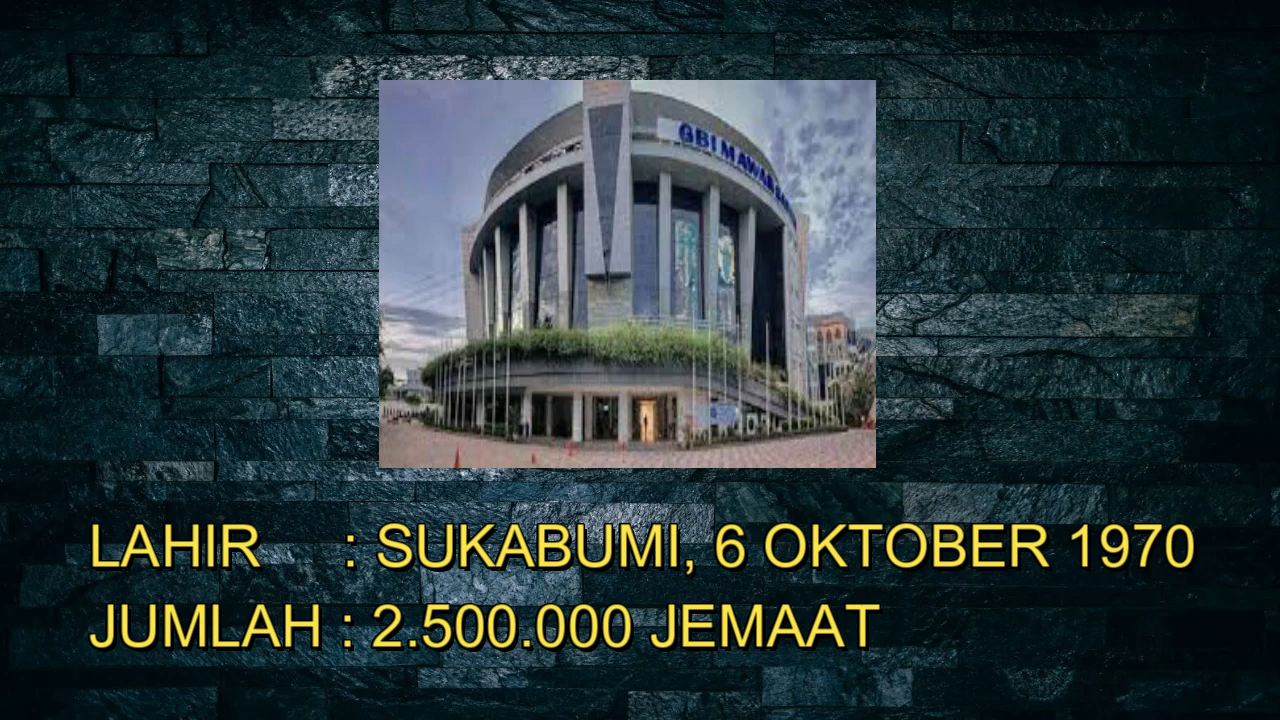 GBI MAWAR
LAHIR : SUKABUMI, 6 OKTOBER 1970
JUMLAH : 2.500.000 JEMAAT